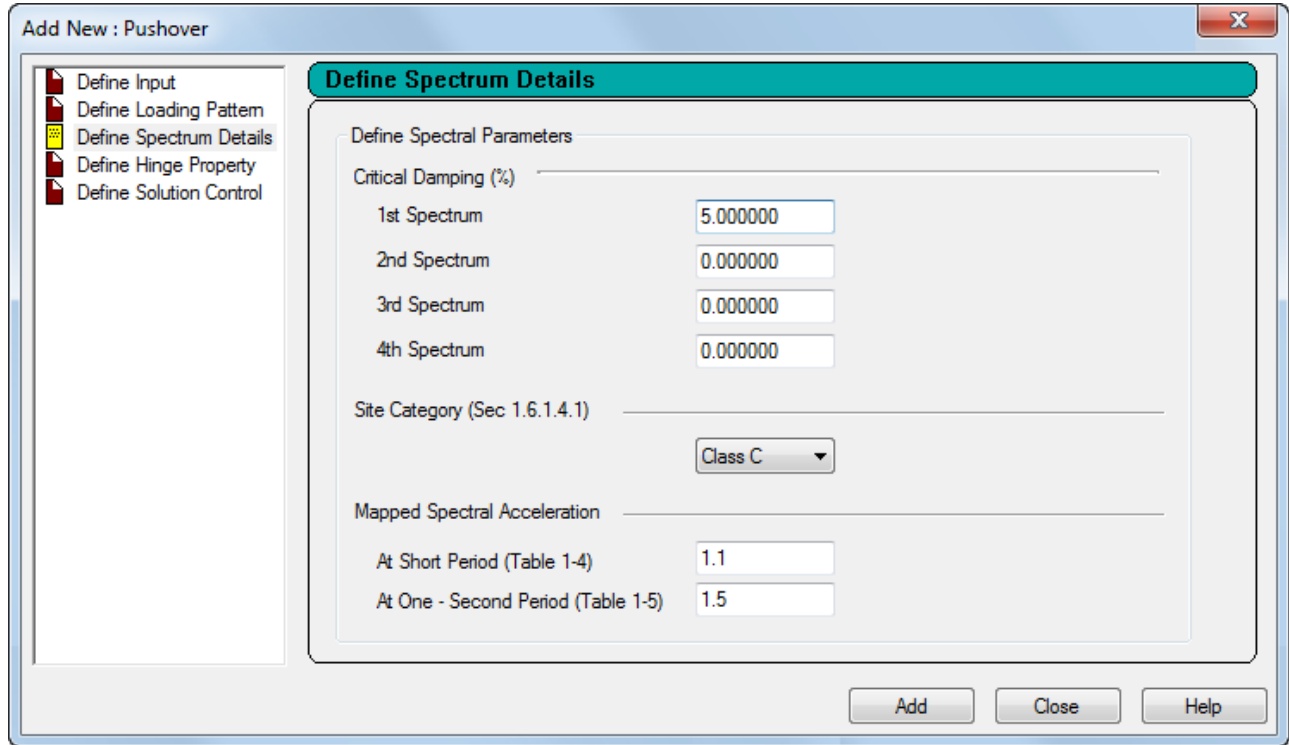 Add New : Pushover
Define Input
Define Loading Pattern
Define Spectrum Details
Define Hinge Property
Define Solution Control
Define Spectrum Details
Define Spectral Parameters
Critical Damping (%)
1st Spectrum 5.000000
2nd Spectrum 0.000000
3rd Spectrum 0.000000
4th Spectrum 0.000000
Site Category (Sec 1.6.1.4.1)
Class C
Mapped Spectral Acceleration
At Short Period (Table 1-4) 1.1
At One - Second Period (Table 1-5) 1.5
Add Close Help